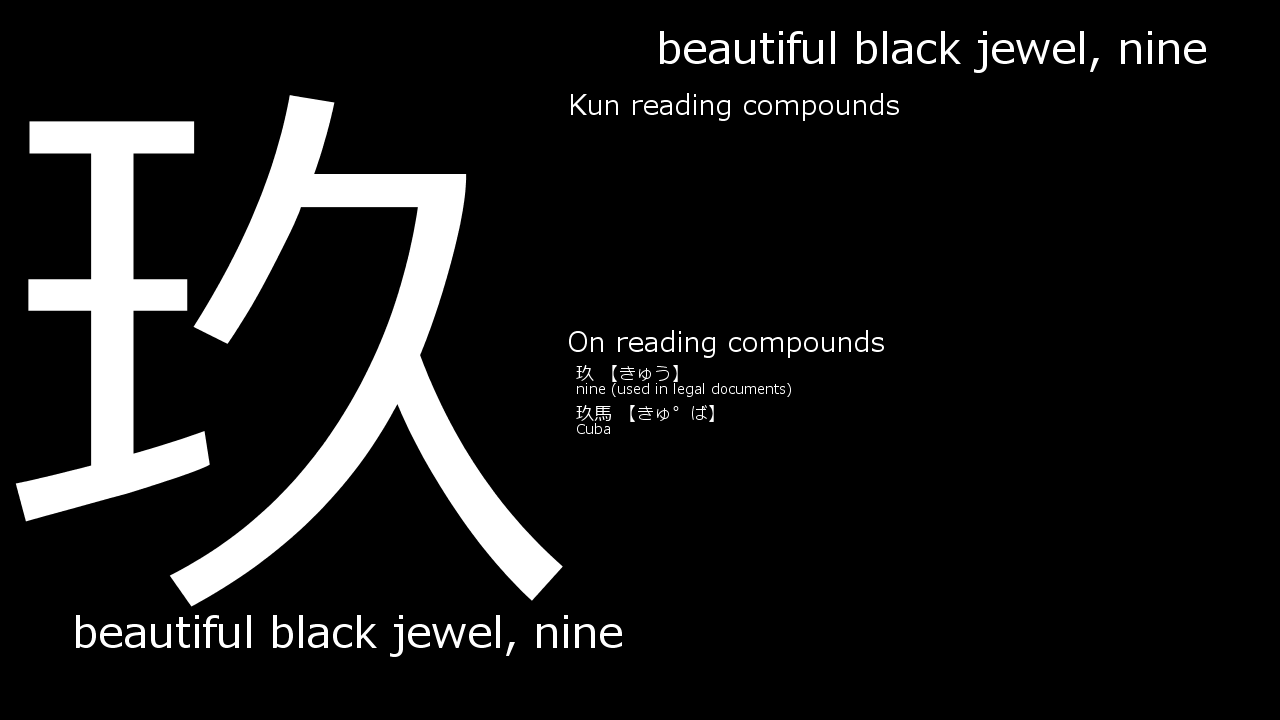 玖
beautiful black jewel, nine
beautiful black jewel, nine
Kun reading compounds
On reading compounds
玖 【きゅう】
nine (used in legal documents)
玖馬 【きゅ゜ば】
Cuba